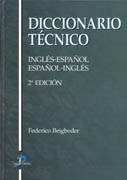 DICCIONARIO
TÉCNICO
INGLÉS-ESPAÑOL
ESPAÑOL-INGLÉS
2ª EDICIÓN
Federico Beigbeder